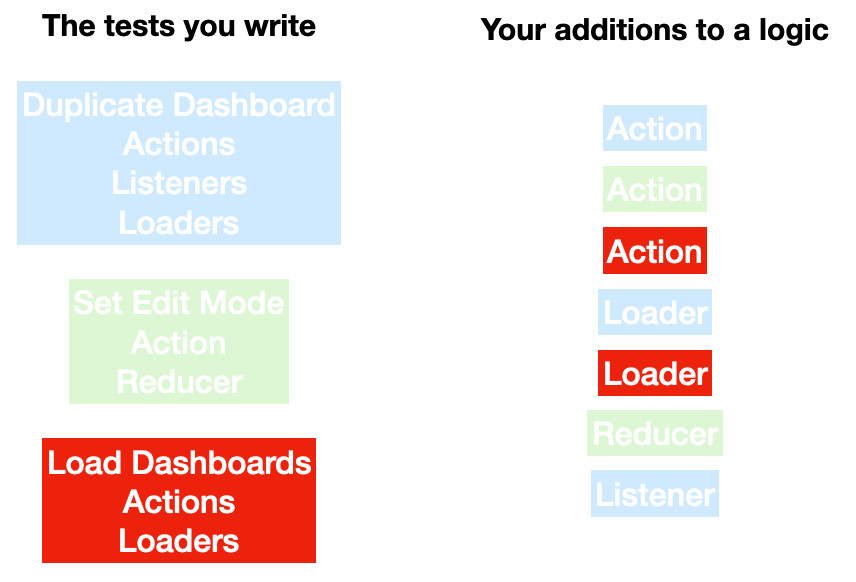 The tests you write
Duplicate Dashboard
Actions
Listeners
Loaders
Set Edit Mode
Action
Reducer
Load Dashboards
Actions
Loaders
Your additions to a logic
Action
Action
Action
Loader
Loader
Reducer
Listener